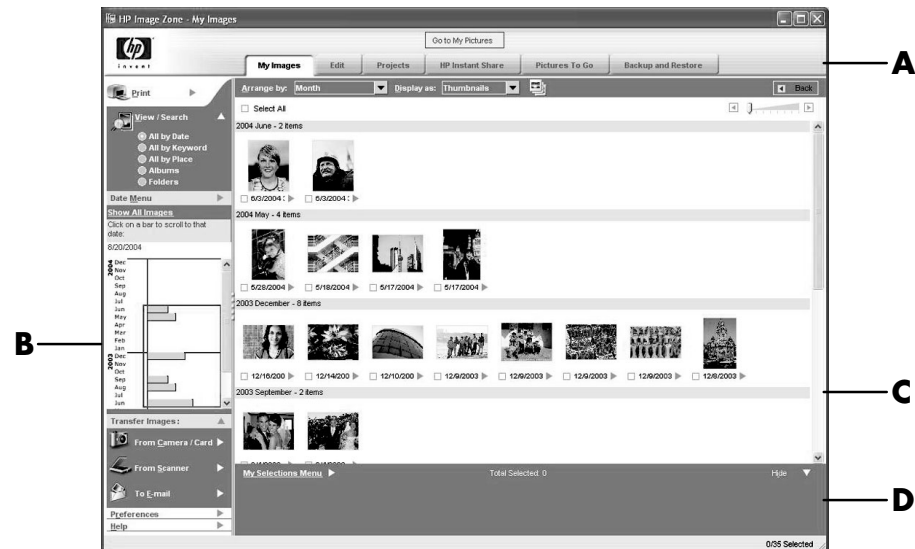 HP Image Zone - My Images
hp
invent
Go to My Pictures
My Images Edit Projects HP Instant Share Pictures To Go Backup and Restore
A
Print
Arrange by: Month Display as: Thumbnails Back
Select All
View / Search
All by Date
All by Keyword
All by Place
Albums
Folders
Date Menu
Show All Images
Click on a bar to scroll to that
date:
8/20/2004
2004
Dec
Nov
Oct
Sep
Aug
Jul
Jun
May
Apr
Mar
Feb
Jan
2003
Dec
Nov
Oct
Sep
Aug
Jul
Jun
B
Transfer Images:
From Camera / Card
From Scanner
To E-mail
Preferences
Help
2004 June - 2 items
6/3/2004 6/3/2004
2004 May - 4 items
5/28/2004 5/18/2004 5/17/2004 5/17/2004
2003 December - 8 items
12/16/200 12/14/200 12/10/200 12/9/2003 12/9/2003 12/9/2003 12/9/2003 12/8/2003
C
2003 September - 2 items
My Selections Menu Total Selected: 0 Hide
D
0/35 Selected